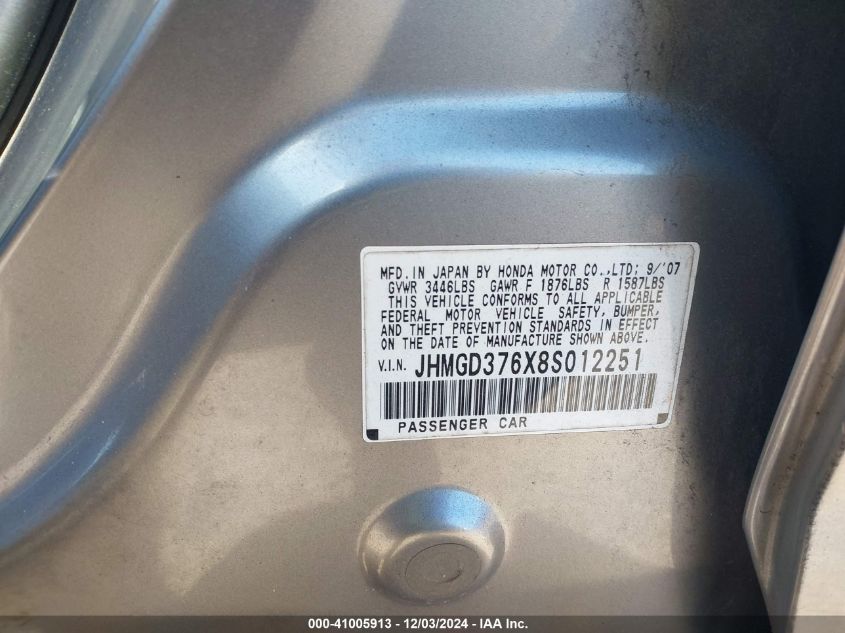 MFD. IN JAPAN BY HONDA MOTOR CO.,LTD; 9/'07
GVWR 3446LBS GAWR F 1876LBS R 1587LBS
THIS VEHICLE CONFORMS TO ALL APPLICABLE
FEDERAL MOTOR VEHICLE SAFETY, BUMPER,
AND THEFT PREVENTION STANDARDS IN EFFECT
ON THE DATE OF MANUFACTURE SHOWN ABOVE.
V.I.N. JHMGD376X8S012251
PASSENGER CAR
000-41005913 - 12/03/2024 - IAAI.com